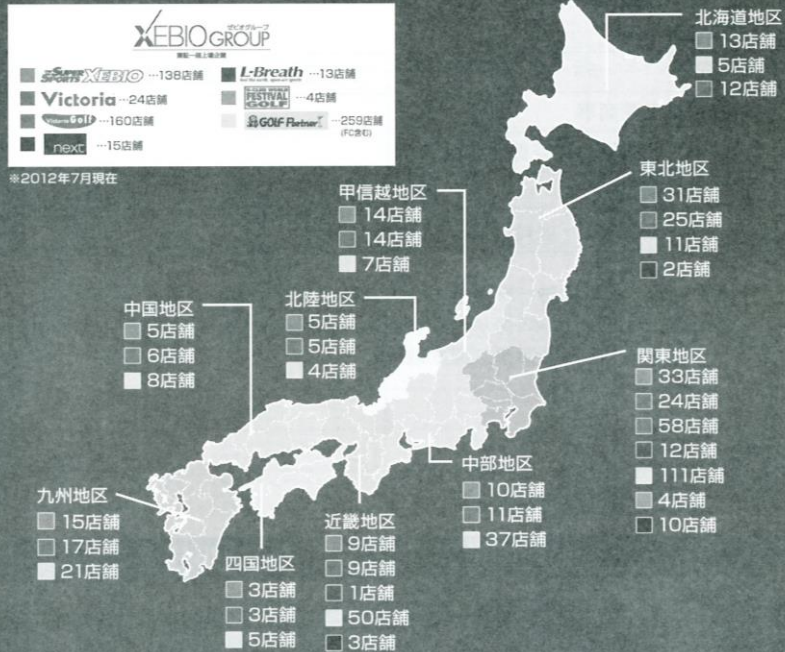 ゼビオグループ
XEBIO GROUP
東証一部上場企業
SUPER SPORTS XEBIO …138店舗
Victoria …24店舗
Victoria Golf …160店舗
next …15店舗
L-Breath …13店舗
FESTIVAL GOLF …4店舗
GOLF Partner …259店舗
(FC含む)
※2012年7月現在
北海道地区
13店舗
5店舗
12店舗
東北地区
31店舗
25店舗
11店舗
2店舗
甲信越地区
14店舗
14店舗
7店舗
北陸地区
5店舗
5店舗
4店舗
中国地区
5店舗
6店舗
8店舗
関東地区
33店舗
24店舗
58店舗
12店舗
111店舗
4店舗
10店舗
中部地区
10店舗
11店舗
37店舗
九州地区
15店舗
17店舗
21店舗
四国地区
3店舗
3店舗
5店舗
近畿地区
9店舗
9店舗
1店舗
50店舗
3店舗